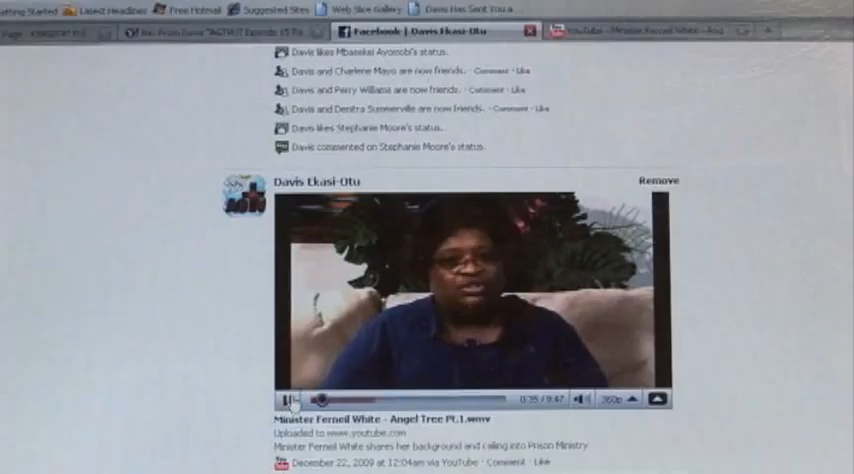 Getting Started Latest Headlines Free Hotmail Suggested Sites Web Slice Gallery Davis Has Sent You a ...
Facebook | Davis Ekasi-Otu YouTube - Minister Ferneil White - Ang
Davis likes Mbasekei Ayomobi's status.
Davis and Charlene Mayo are now friends. · Comment · Like
Davis and Perry Williams are now friends. · Comment · Like
Davis and Denitra Summerville are now friends. · Comment · Like
Davis likes Stephanie Moore's status.
Davis commented on Stephanie Moore's status.
Davis Ekasi-Otu Remove
0:35 / 9:47 360p
Minister Ferneil White - Angel Tree Pt.1.wmv
Uploaded to www.youtube.com
Minister Ferneil White shares her background and calling into Prison Ministry
December 22, 2009 at 12:04am via YouTube · Comment · Like